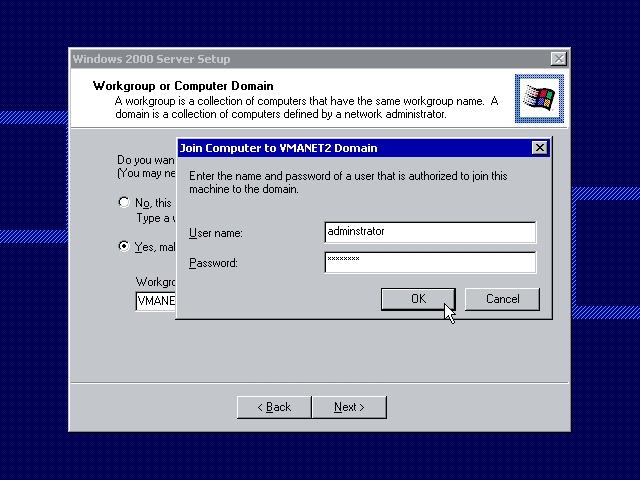 Windows 2000 Server Setup
Workgroup or Computer Domain
A workgroup is a collection of computers that have the same workgroup name. A
domain is a collection of computers defined by a network administrator.
Join Computer to VMANET2 Domain
Do you wan
(You may ne
Enter the name and password of a user that is authorized to join this
machine to the domain.
No, this
Type a
User name:
adminstrator
Yes, mak
Password:
xxxxxxxx
Workgro
VMANE
OK
Cancel
< Back
Next >